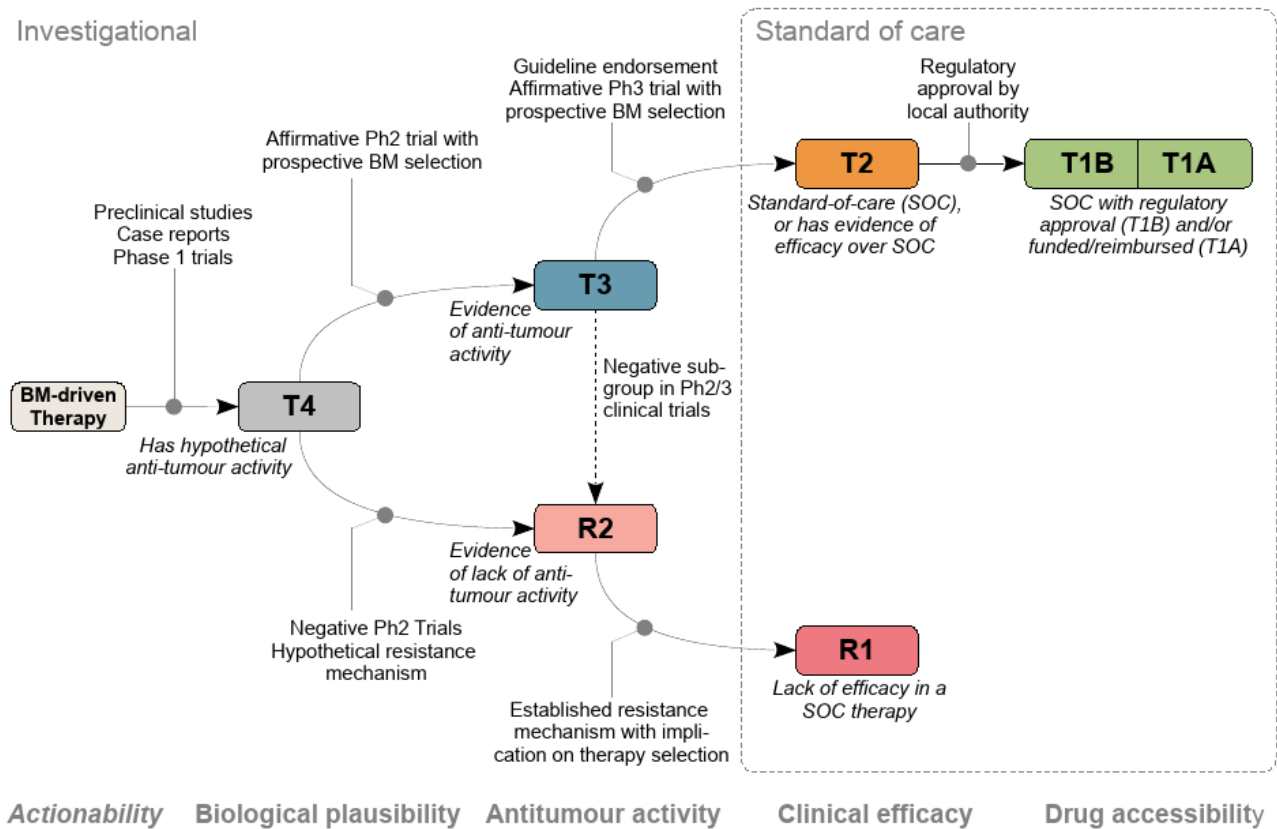 Investigational
Standard of care
Guideline endorsement
Affirmative Ph3 trial with
prospective BM selection
Regulatory
approval by
local authority
Affirmative Ph2 trial with
prospective BM selection
T2
T1B
T1A
Standard-of-care (SOC),
or has evidence of
efficacy over SOC
SOC with regulatory
approval (T1B) and/or
funded/reimbursed (T1A)
Preclinical studies
Case reports
Phase 1 trials
T3
Evidence
of anti-tumour
activity
Negative sub-
group in Ph2/3
clinical trials
BM-driven
Therapy
T4
Has hypothetical
anti-tumour activity
R2
Evidence
of lack of anti-
tumour activity
Negative Ph2 Trials
Hypothetical resistance
mechanism
R1
Lack of efficacy in a
SOC therapy
Established resistance
mechanism with impli-
cation on therapy selection
Actionability
Biological plausibility
Antitumour activity
Clinical efficacy
Drug accessibility